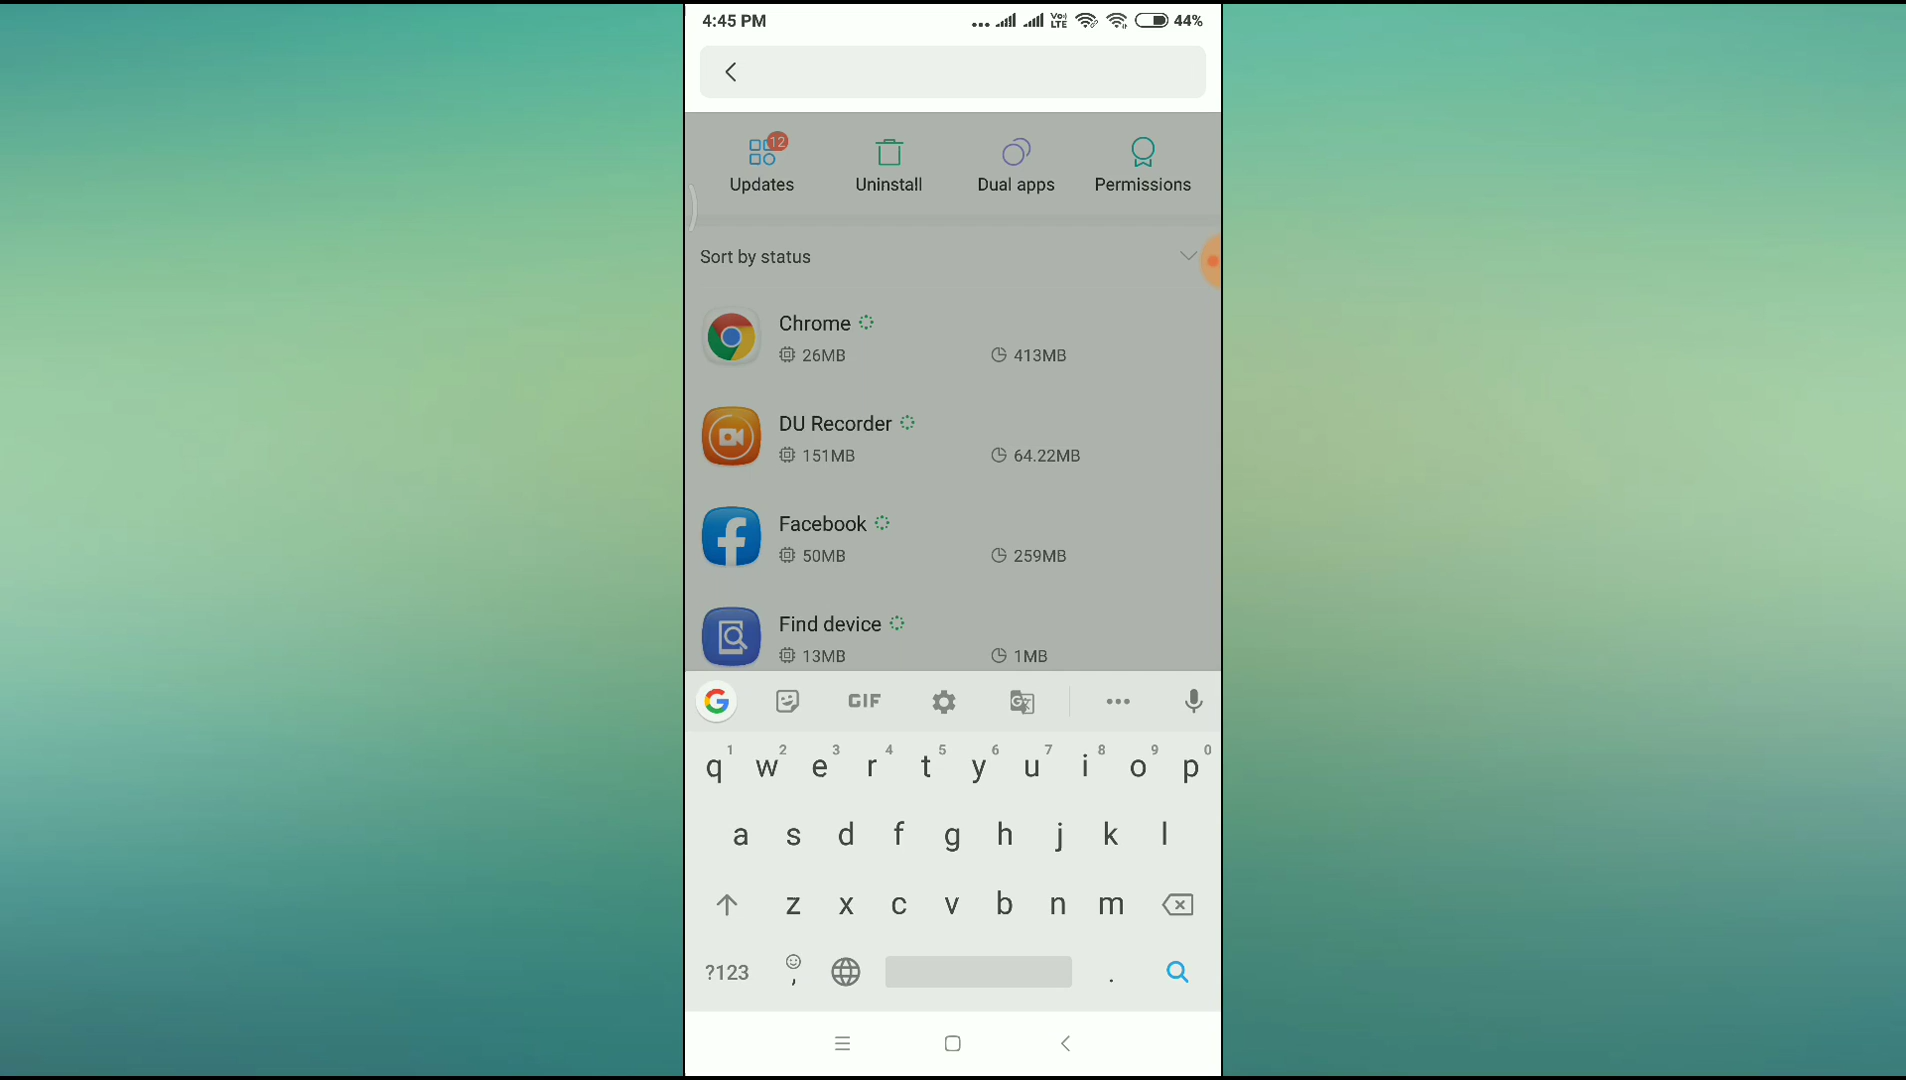 4:45 PM
Vo))
LTE
44%
12
Updates
Uninstall
Dual apps
Permissions
Sort by status
Chrome
26MB
413MB
DU Recorder
151MB
64.22MB
Facebook
50MB
259MB
Find device
13MB
1MB
G GIF G
1 2 3 4 5 6 7 8 9 0
q w e r t y u i o p
a s d f g h j k l
z x c v b n m
?123 , .